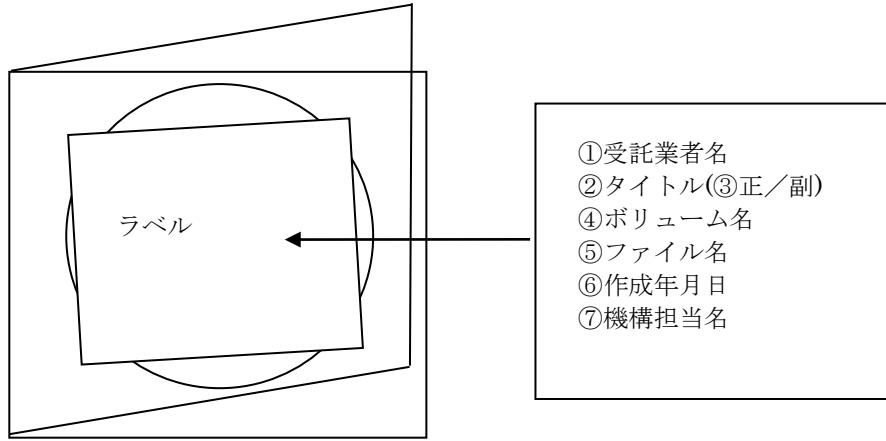 ラベル
①受託業者名
②タイトル(③正／副)
④ボリューム名
⑤ファイル名
⑥作成年月日
⑦機構担当名